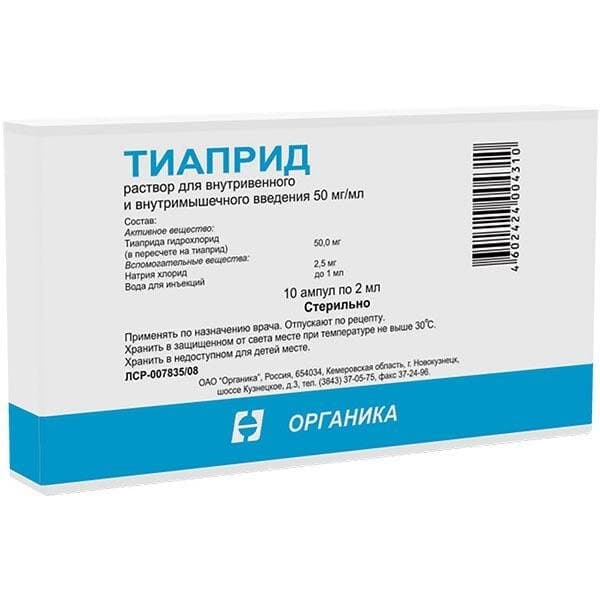 ТИАПРИД
раствор для внутривенного
и внутримышечного введения 50 мг/мл
Состав:
Активное вещество:
Тиаприда гидрохлорид
(в пересчете на тиаприд) 50,0 мг
Вспомогательные вещества:
Натрия хлорид 2,5 мг
Вода для инъекций до 1 мл
10 ампул по 2 мл
Стерильно
Применять по назначению врача. Отпускают по рецепту.
Хранить в защищенном от света месте при температуре не выше 30°С.
Хранить в недоступном для детей месте.
ЛСР-007835/08
ОАО "Органика", Россия, 654034, Кемеровская область, г. Новокузнецк,
шоссе Кузнецкое, д.3, тел. (3843) 37-05-75, факс 37-24-96.
ОРГАНИКА
4 602424 004310